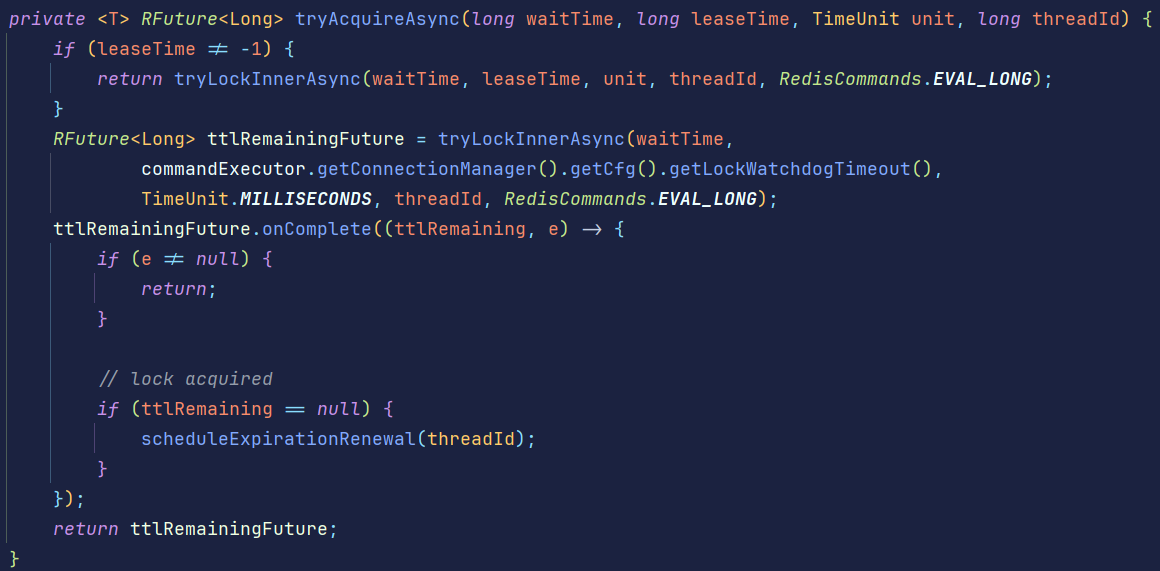 private <T> RFuture<Long> tryAcquireAsync(long waitTime, long leaseTime, TimeUnit unit, long threadId) {
    if (leaseTime != -1) {
        return tryLockInnerAsync(waitTime, leaseTime, unit, threadId, RedisCommands.EVAL_LONG);
    }
    RFuture<Long> ttlRemainingFuture = tryLockInnerAsync(waitTime,
            commandExecutor.getConnectionManager().getCfg().getLockWatchdogTimeout(),
            TimeUnit.MILLISECONDS, threadId, RedisCommands.EVAL_LONG);
    ttlRemainingFuture.onComplete((ttlRemaining, e) -> {
        if (e != null) {
            return;
        }

        // lock acquired
        if (ttlRemaining == null) {
            scheduleExpirationRenewal(threadId);
        }
    });
    return ttlRemainingFuture;
}